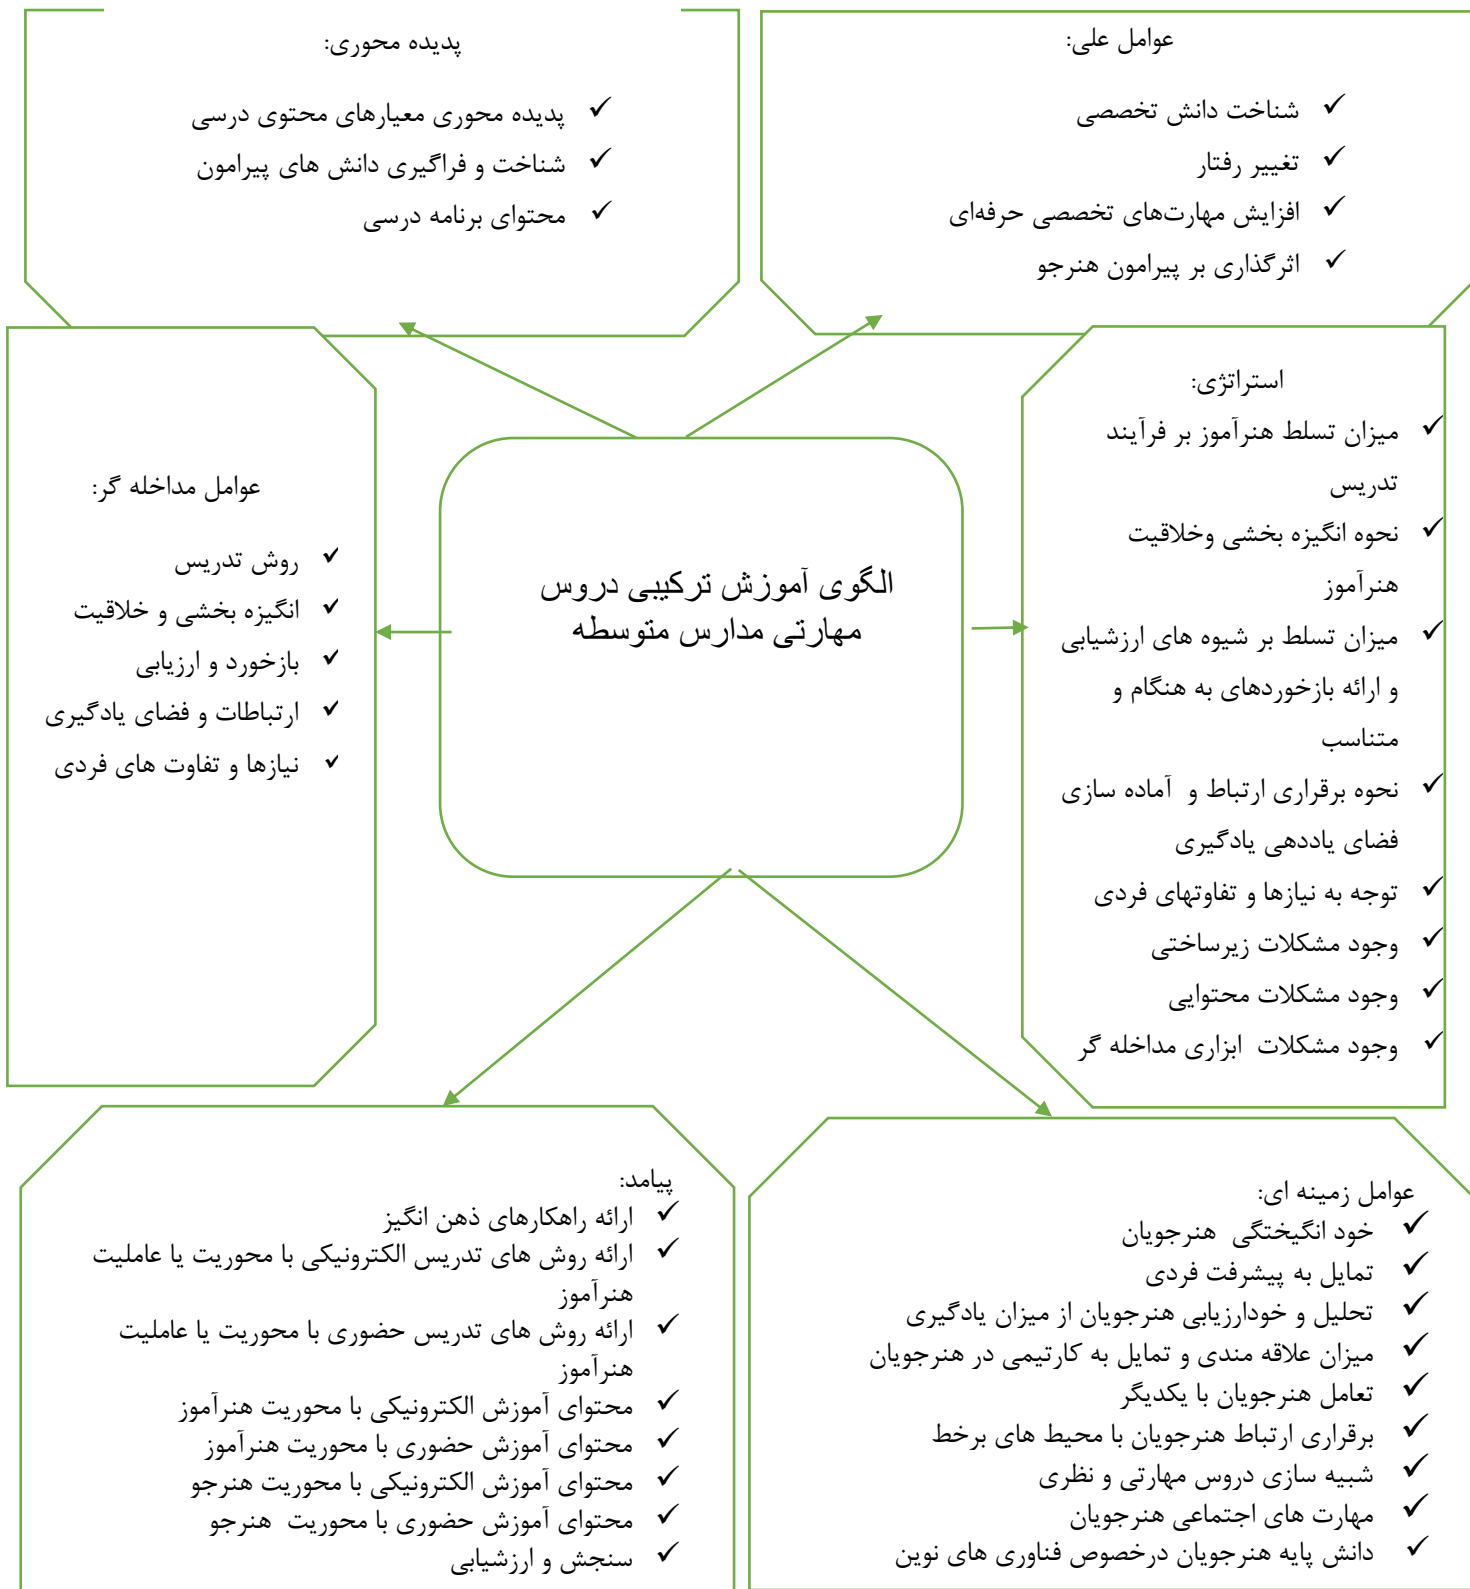 عوامل علی:
شناخت دانش تخصصی
تغییر رفتار
افزایش مهارت‌های تخصصی حرفه‌ای
اثرگذاری بر پیرامون هنرجو
پدیده محوری:
پدیده محوری معیارهای محتوی درسی
شناخت و فراگیری دانش های پیرامون
محتوای برنامه درسی
استراتژی:
میزان تسلط هنرآموز بر فرآیند
تدریس
نحوه انگیزه بخشی وخلاقیت
هنرآموز
میزان تسلط بر شیوه های ارزشیابی
و ارائه بازخوردهای به هنگام و
متناسب
نحوه برقراری ارتباط و آماده سازی
فضای یاددهی یادگیری
توجه به نیازها و تفاوتهای فردی
وجود مشکلات زیرساختی
وجود مشکلات محتوایی
وجود مشکلات ابزاری مداخله گر
الگوی آموزش ترکیبی دروس
مهارتی مدارس متوسطه
عوامل مداخله گر:
روش تدریس
انگیزه بخشی و خلاقیت
بازخورد و ارزیابی
ارتباطات و فضای یادگیری
نیازها و تفاوت های فردی
عوامل زمینه ای:
خود انگیختگی هنرجویان
تمایل به پیشرفت فردی
تحلیل و خودارزیابی هنرجویان از میزان یادگیری
میزان علاقه مندی و تمایل به کارتیمی در هنرجویان
تعامل هنرجویان با یکدیگر
برقراری ارتباط هنرجویان با محیط های برخط
شبیه سازی دروس مهارتی و نظری
مهارت های اجتماعی هنرجویان
دانش پایه هنرجویان درخصوص فناوری های نوین
پیامد:
ارائه راهکارهای ذهن انگیز
ارائه روش های تدریس الکترونیکی با محوریت یا عاملیت
هنرآموز
ارائه روش های تدریس حضوری با محوریت یا عاملیت
هنرآموز
محتوای آموزش الکترونیکی با محوریت هنرآموز
محتوای آموزش حضوری با محوریت هنرآموز
محتوای آموزش الکترونیکی با محوریت هنرجو
محتوای آموزش حضوری با محوریت هنرجو
سنجش و ارزشیابی